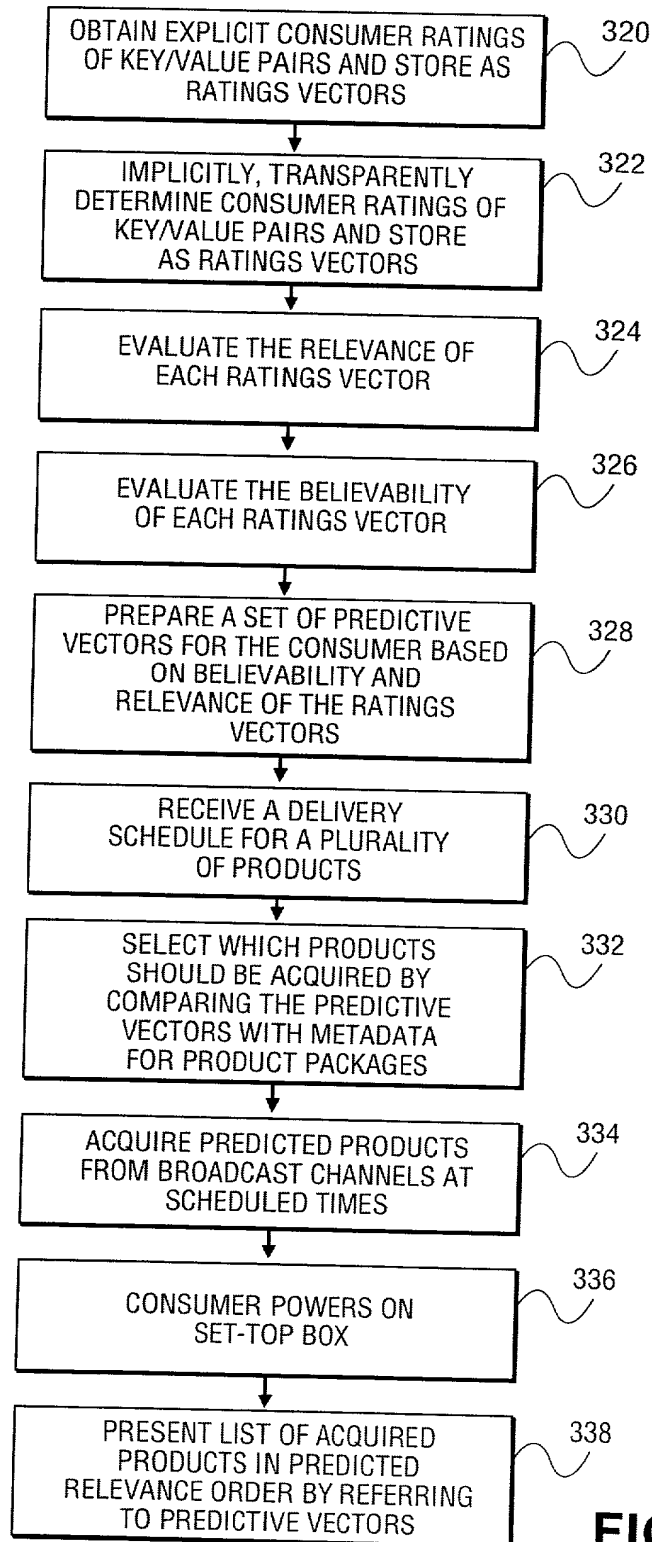 OBTAIN EXPLICIT CONSUMER RATINGS
OF KEY/VALUE PAIRS AND STORE AS
RATINGS VECTORS
320
IMPLICITLY, TRANSPARENTLY
DETERMINE CONSUMER RATINGS OF
KEY/VALUE PAIRS AND STORE
AS RATINGS VECTORS
322
EVALUATE THE RELEVANCE OF
EACH RATINGS VECTOR
324
EVALUATE THE BELIEVABILITY
OF EACH RATINGS VECTOR
326
PREPARE A SET OF PREDICTIVE
VECTORS FOR THE CONSUMER BASED
ON BELIEVABILITY AND
RELEVANCE OF THE RATINGS
VECTORS
328
RECEIVE A DELIVERY
SCHEDULE FOR A PLURALITY
OF PRODUCTS
330
SELECT WHICH PRODUCTS
SHOULD BE ACQUIRED BY
COMPARING THE PREDICTIVE
VECTORS WITH METADATA
FOR PRODUCT PACKAGES
332
ACQUIRE PREDICTED PRODUCTS
FROM BROADCAST CHANNELS AT
SCHEDULED TIMES
334
CONSUMER POWERS ON
SET-TOP BOX
336
PRESENT LIST OF ACQUIRED
PRODUCTS IN PREDICTED
RELEVANCE ORDER BY REFERRING
TO PREDICTIVE VECTORS
338